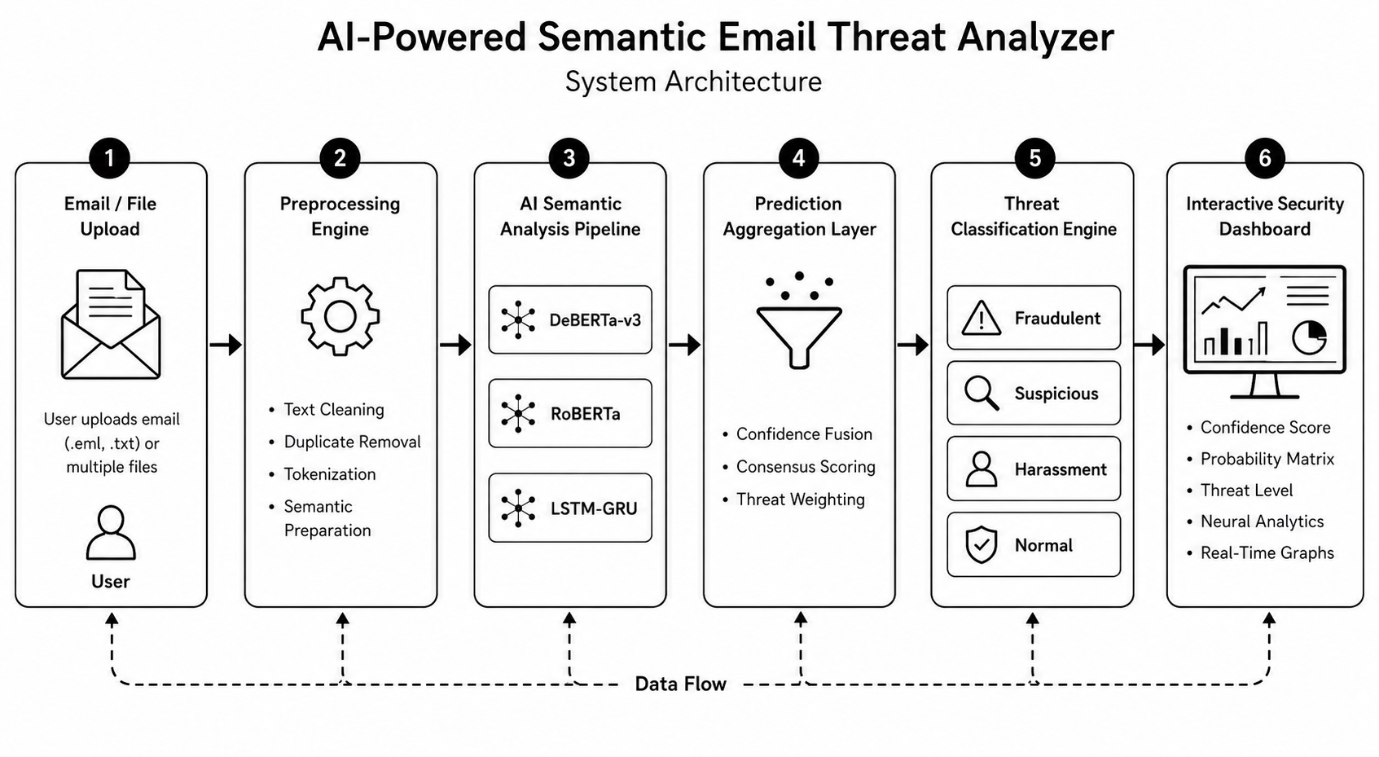 AI-Powered Semantic Email Threat Analyzer
System Architecture
1
Email / File
Upload
User uploads email
(.eml, .txt) or
multiple files
User
2
Preprocessing
Engine
• Text Cleaning
• Duplicate Removal
• Tokenization
• Semantic
Preparation
3
AI Semantic
Analysis Pipeline
DeBERTa-v3
RoBERTa
LSTM-GRU
4
Prediction
Aggregation Layer
• Confidence Fusion
• Consensus Scoring
• Threat Weighting
5
Threat
Classification Engine
Fraudulent
Suspicious
Harassment
Normal
6
Interactive Security
Dashboard
• Confidence Score
• Probability Matrix
• Threat Level
• Neural Analytics
• Real-Time Graphs
Data Flow